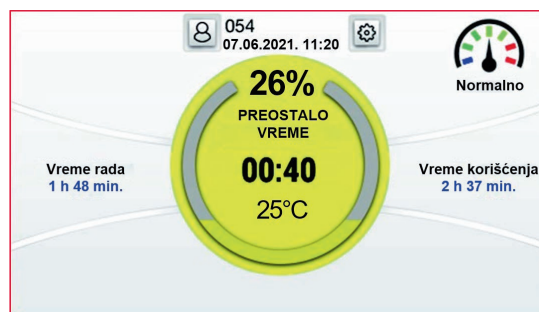 054
07.06.2021. 11:20
Normalno
26%
PREOSTALO
VREME
00:40
25°C
Vreme rada
1 h 48 min.
Vreme korišćenja
2 h 37 min.